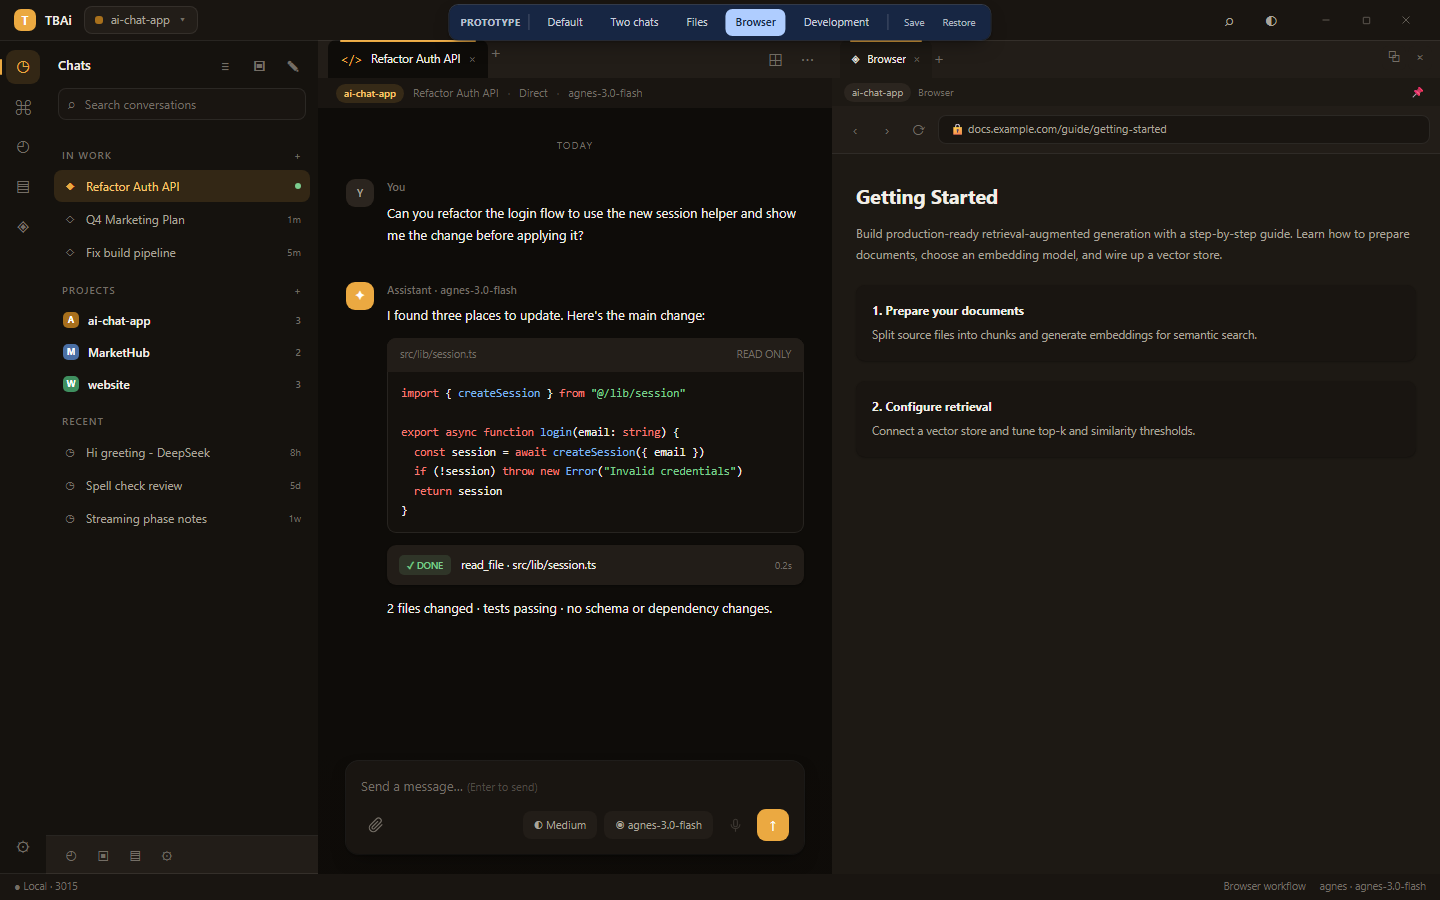 T TBAi ai-chat-app
PROTOTYPE Default Two chats Files Browser Development Save Restore
Chats
Search conversations
IN WORK +
Refactor Auth API
Q4 Marketing Plan 1m
Fix build pipeline 5m
PROJECTS +
A ai-chat-app 3
M MarketHub 2
W website 3
RECENT
Hi greeting - DeepSeek 8h
Spell check review 5d
Streaming phase notes 1w
</> Refactor Auth API × +
ai-chat-app Refactor Auth API · Direct · agnes-3.0-flash
TODAY
Y You
Can you refactor the login flow to use the new session helper and show
me the change before applying it?
Assistant · agnes-3.0-flash
I found three places to update. Here's the main change:
src/lib/session.ts READ ONLY
import { createSession } from "@/lib/session"
export async function login(email: string) {
const session = await createSession({ email })
if (!session) throw new Error("Invalid credentials")
return session
}
✓ DONE read_file · src/lib/session.ts 0.2s
2 files changed · tests passing · no schema or dependency changes.
Send a message... (Enter to send)
Medium agnes-3.0-flash
Browser × +
ai-chat-app Browser
docs.example.com/guide/getting-started
Getting Started
Build production-ready retrieval-augmented generation with a step-by-step guide. Learn how to prepare
documents, choose an embedding model, and wire up a vector store.
1. Prepare your documents
Split source files into chunks and generate embeddings for semantic search.
2. Configure retrieval
Connect a vector store and tune top-k and similarity thresholds.
Local · 3015
Browser workflow agnes · agnes-3.0-flash